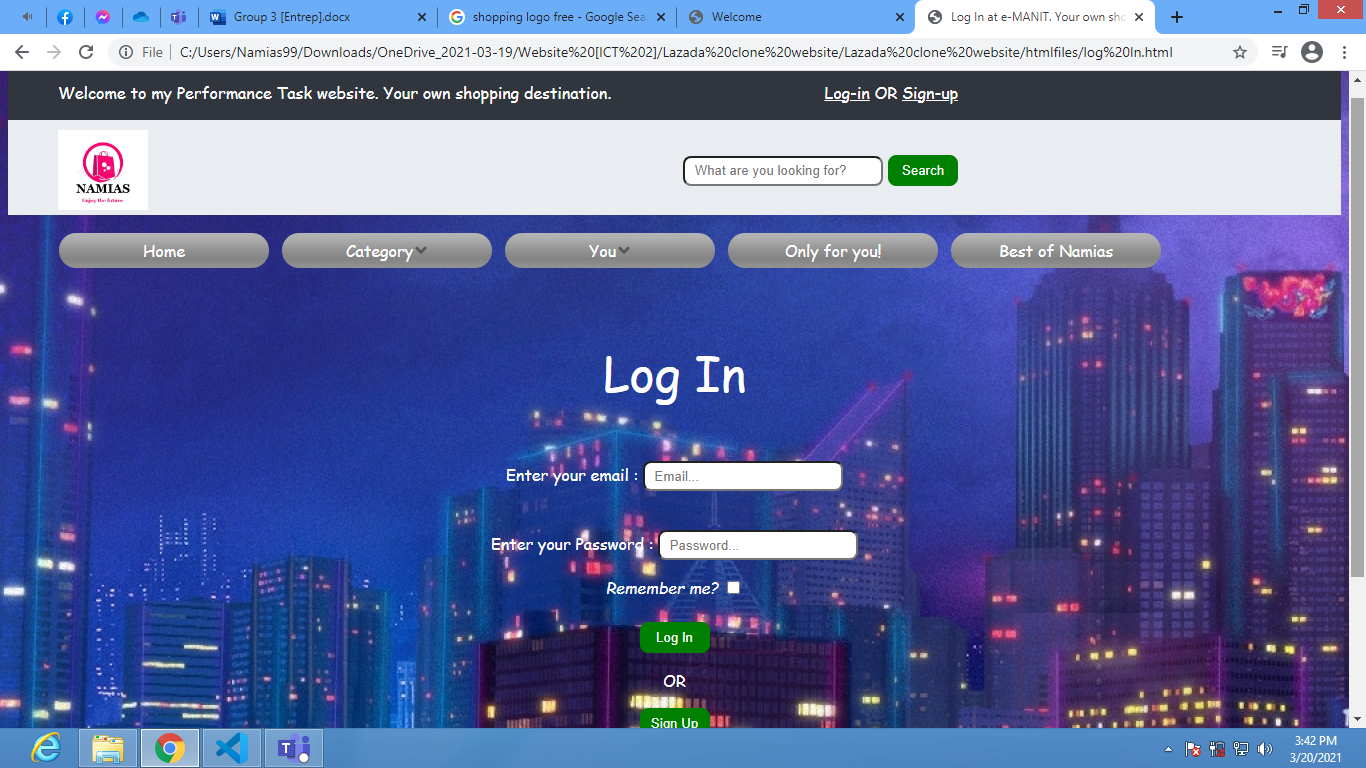 Group 3 [Entrep].docx
shopping logo free - Google Sea
Welcome
Log In at e-MANIT. Your own sho
File
C:/Users/Namias99/Downloads/OneDrive_2021-03-19/Website%20[ICT%202]/Lazada%20clone%20website/Lazada%20clone%20website/htmlfiles/log%20In.html
Welcome to my Performance Task website. Your own shopping destination.
Log-in OR Sign-up
NAMIAS
Enjoy the future
What are you looking for?
Search
Home
Category
You
Only for you!
Best of Namias
Log In
Enter your email :
Email...
Enter your Password :
Password...
Remember me?
Log In
OR
Sign Up
3:42 PM
3/20/2021